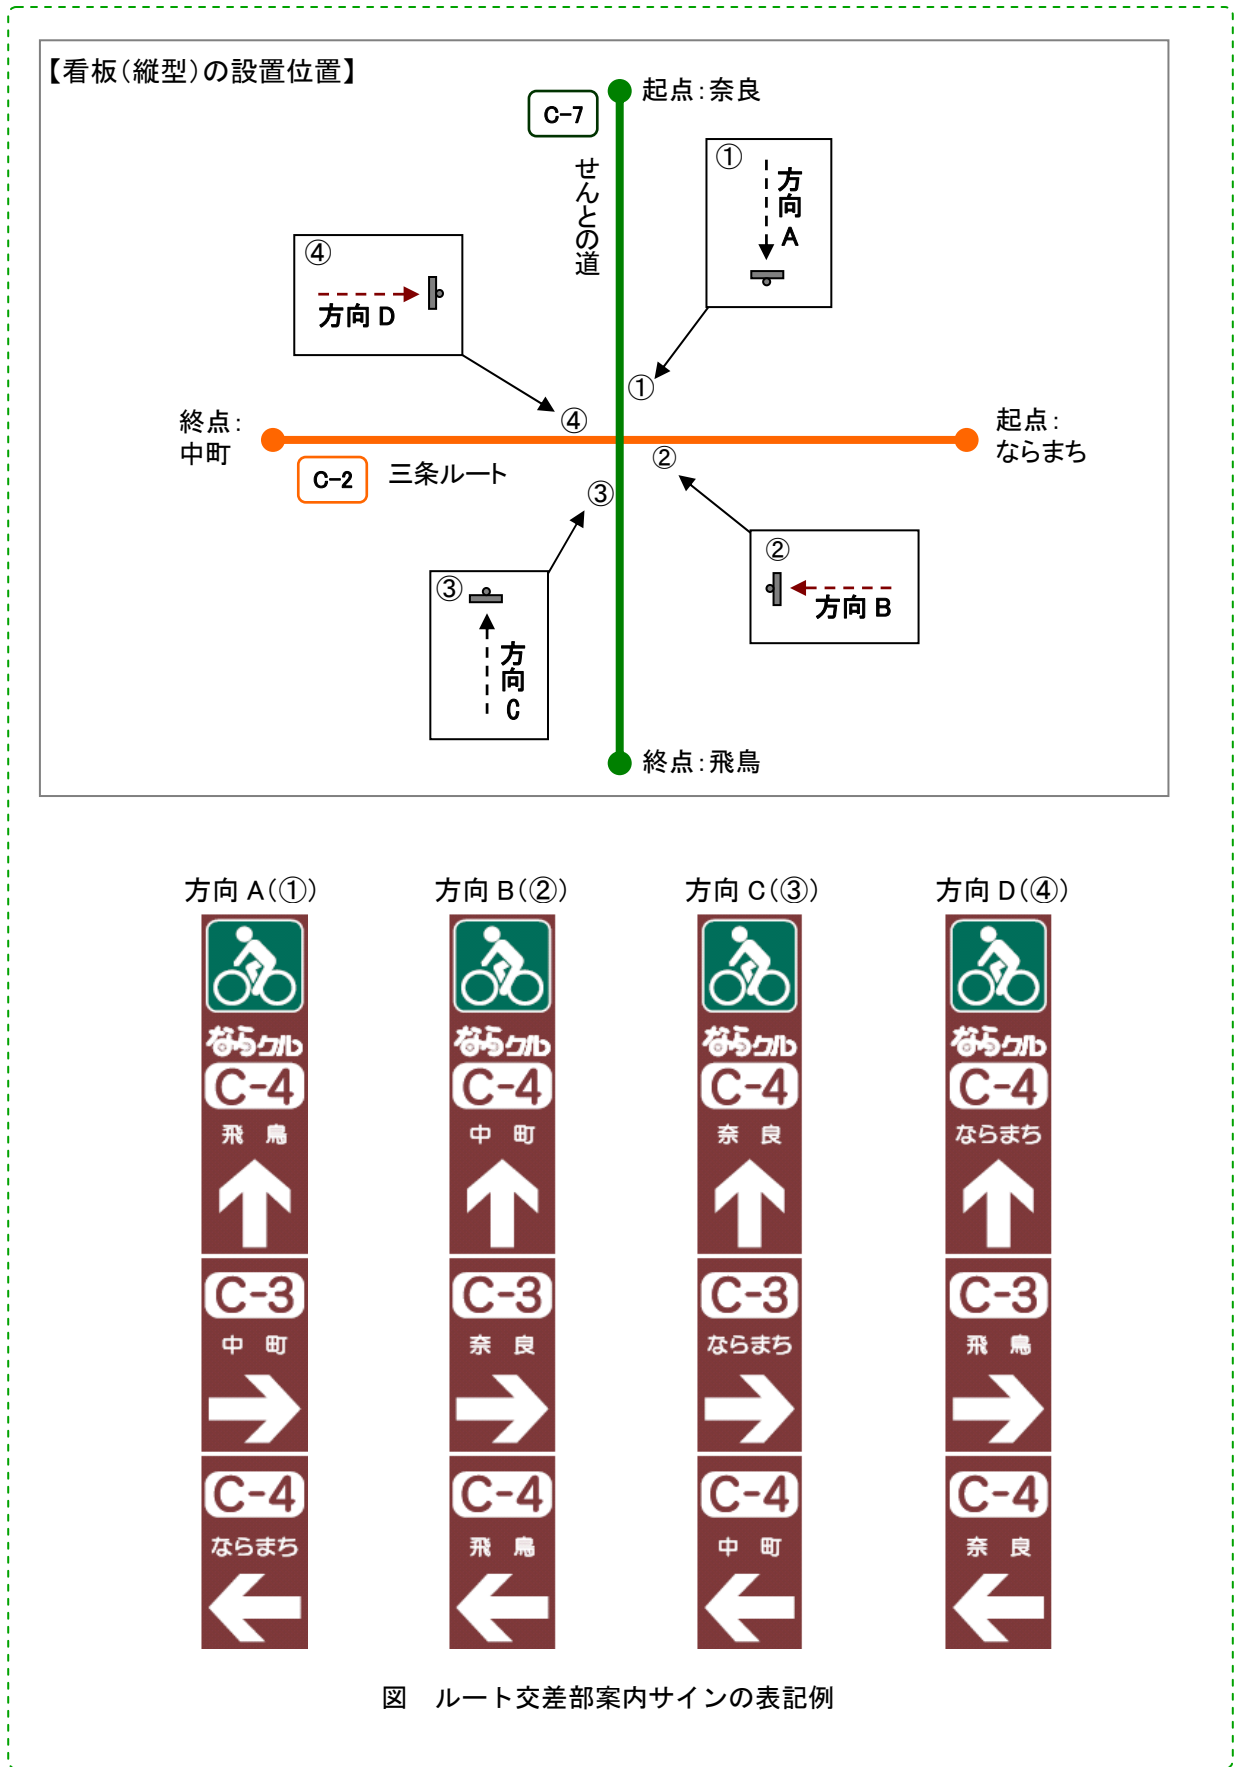 【看板(縦型)の設置位置】
C-7
起点:奈良
せんとの道
①
方向A
④
方向 D
①
④
②
③
終点:
中町
C-2
三条ルート
起点:
ならまち
②
方向 B
③
方向C
終点:飛鳥
方向 A(①)
方向 B(②)
方向 C(③)
方向 D(④)
ならクル
C-4
飛鳥
C-3
中町
C-4
ならまち
ならクル
C-4
中町
C-3
奈良
C-4
飛鳥
ならクル
C-4
奈良
C-3
ならまち
C-4
中町
ならクル
C-4
ならまち
C-3
飛鳥
C-4
奈良
図 ルート交差部案内サインの表記例